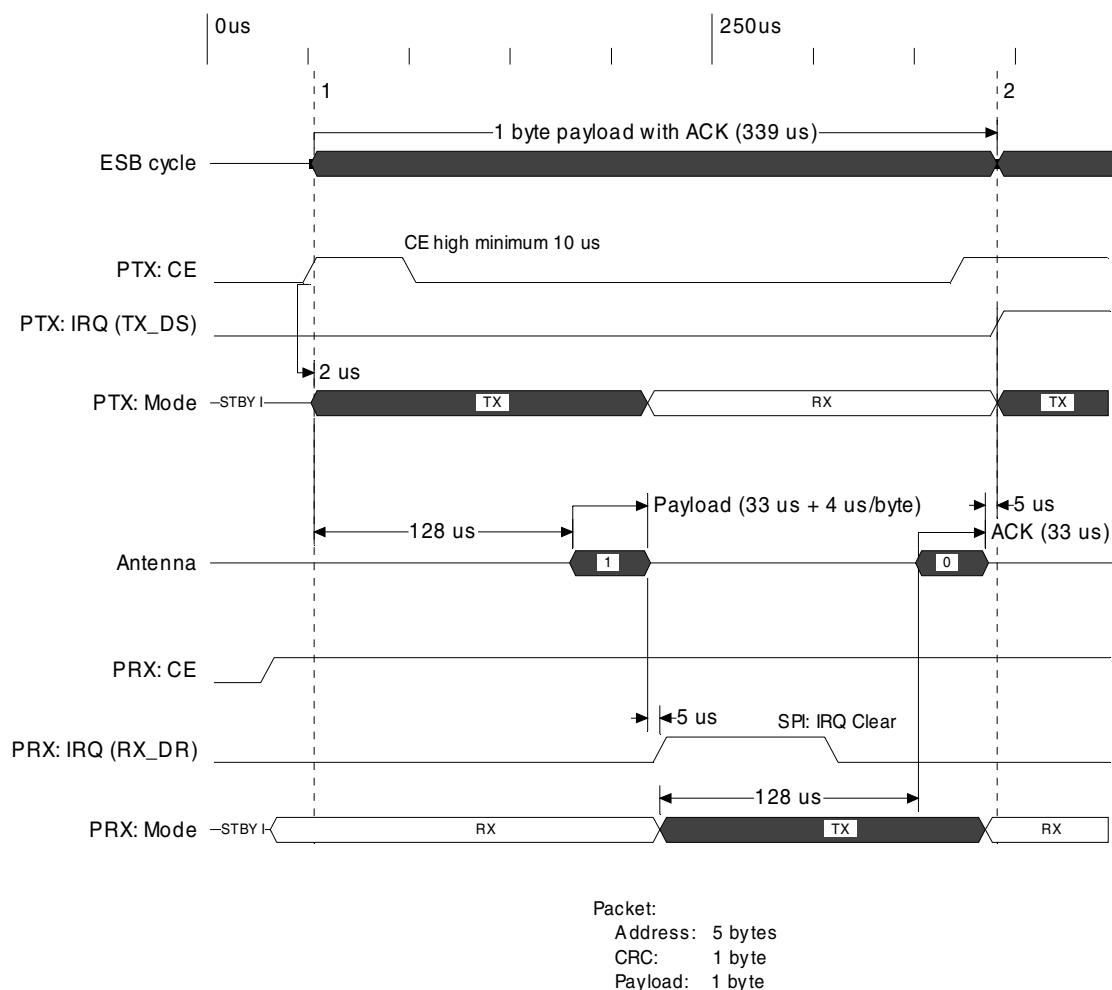 0us
250us
1
2
1 byte payload with ACK (339 us)
ESB cycle
CE high minimum 10 us
PTX: CE
PTX: IRQ (TX_DS)
2 us
PTX: Mode
STBY I
TX
RX
TX
Payload (33 us + 4 us/byte)
5 us
128 us
ACK (33 us)
Antenna
1
0
PRX: CE
5 us
SPI: IRQ Clear
PRX: IRQ (RX_DR)
128 us
PRX: Mode
STBY I
RX
TX
RX
Packet:
Address: 5 bytes
CRC: 1 byte
Payload: 1 byte